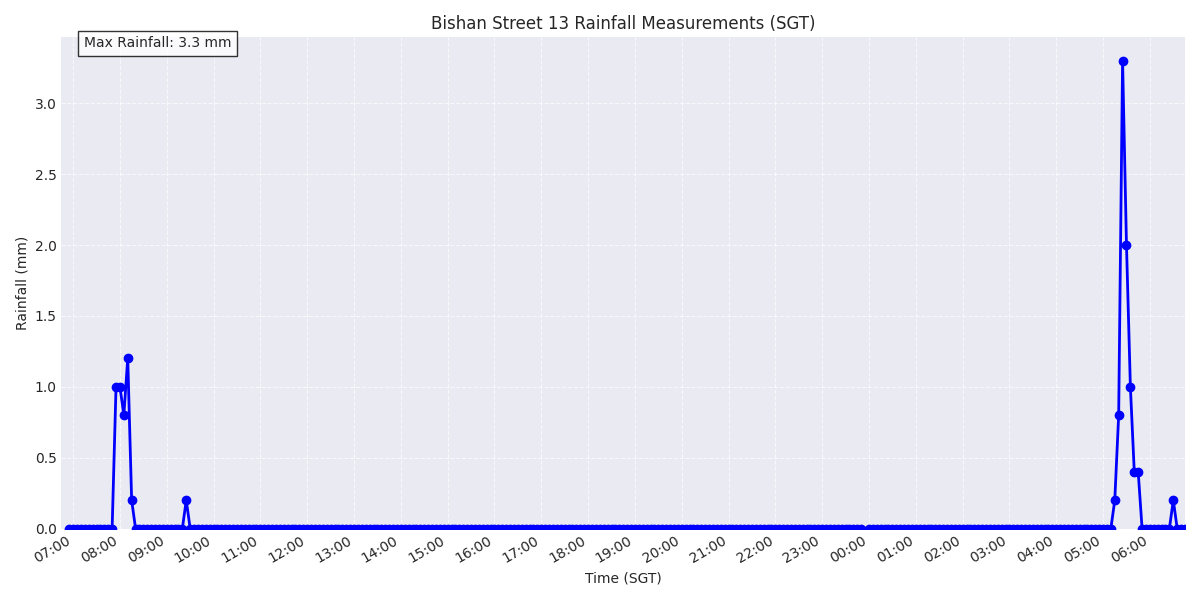 Bishan Street 13 Rainfall Measurements (SGT)
Max Rainfall: 3.3 mm
Rainfall (mm)
3.0
2.5
2.0
1.5
1.0
0.5
0.0
07:00 08:00 09:00 10:00 11:00 12:00 13:00 14:00 15:00 16:00 17:00 18:00 19:00 20:00 21:00 22:00 23:00 00:00 01:00 02:00 03:00 04:00 05:00 06:00
Time (SGT)